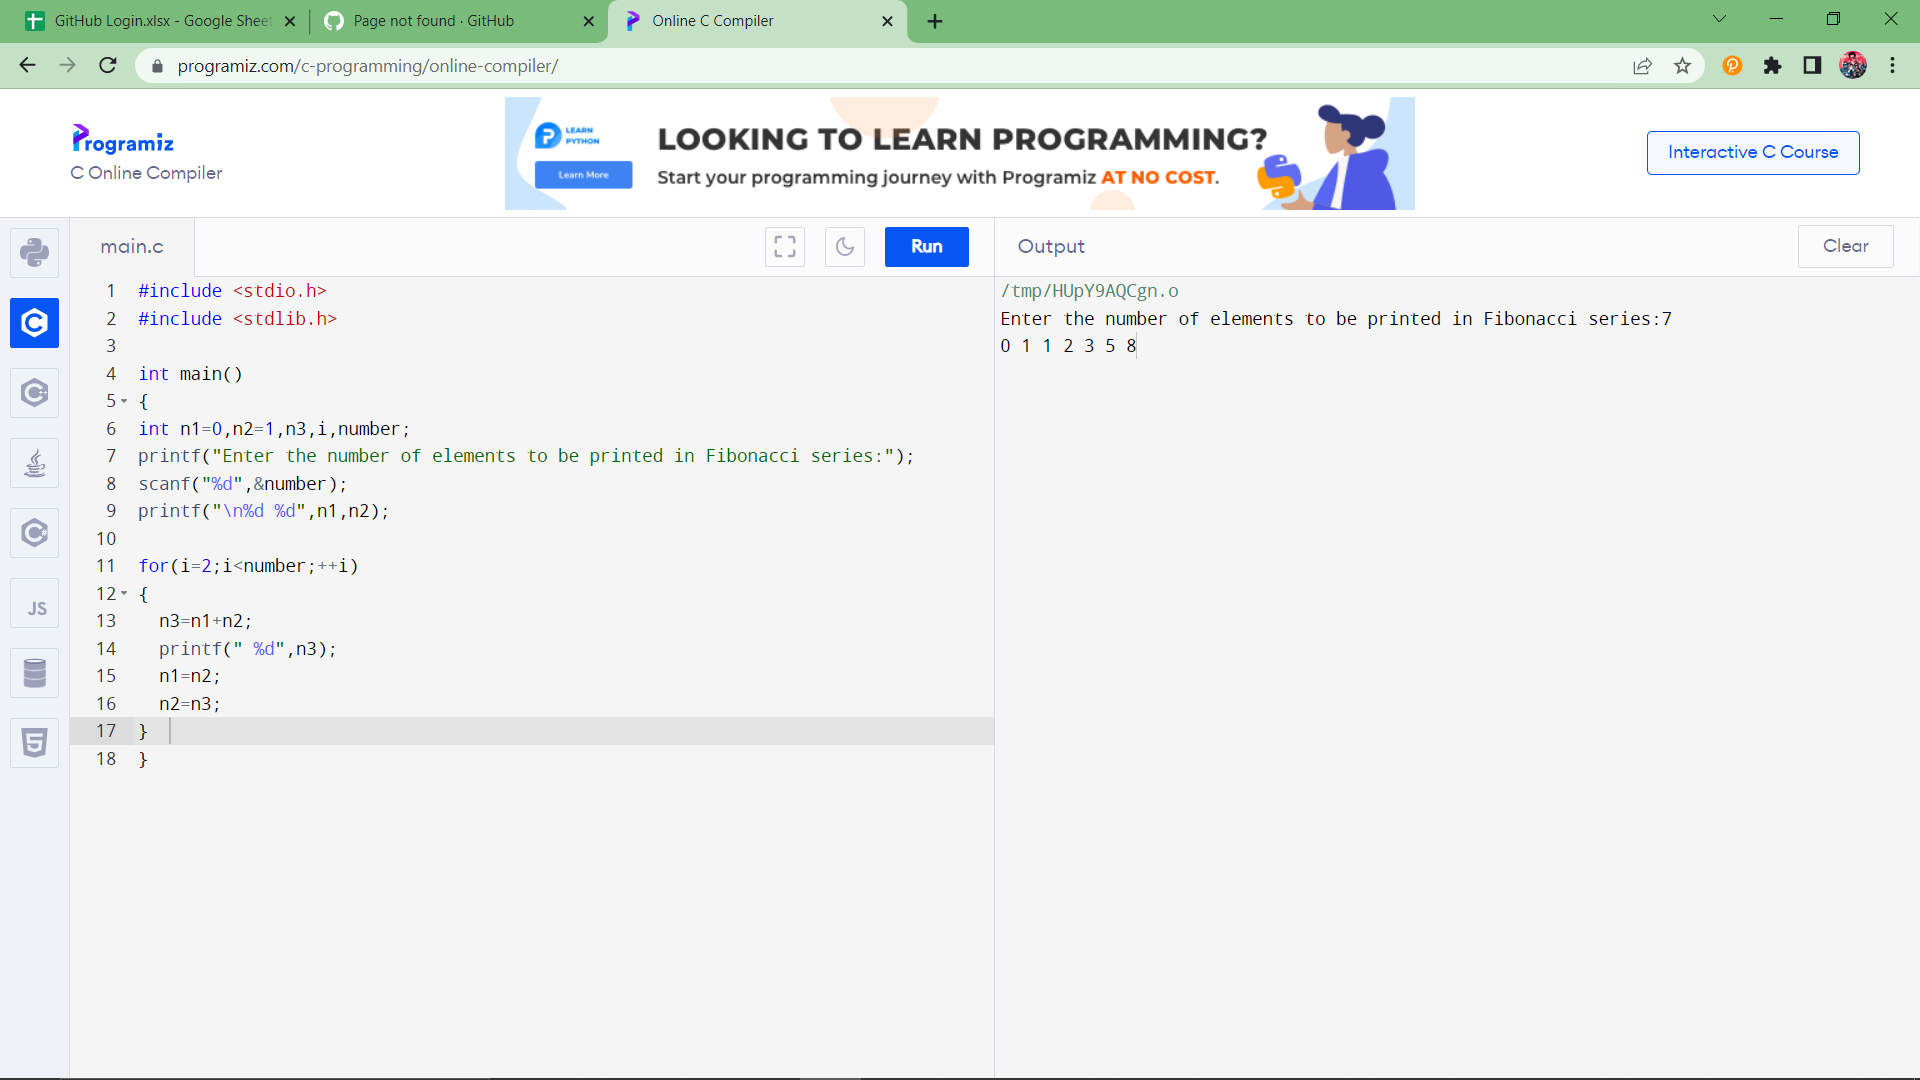 GitHub Login.xlsx - Google Sheet
Page not found · GitHub
Online C Compiler
programiz.com/c-programming/online-compiler/
Programiz
C Online Compiler
LEARN
PYTHON
Learn More
LOOKING TO LEARN PROGRAMMING?
Start your programming journey with Programiz AT NO COST.
Interactive C Course
main.c
Run
Output
Clear
1 #include <stdio.h>
2 #include <stdlib.h>
3
4 int main()
5 {
6 int n1=0,n2=1,n3,i,number;
7 printf("Enter the number of elements to be printed in Fibonacci series:");
8 scanf("%d",&number);
9 printf("\n%d %d",n1,n2);
10
11 for(i=2;i<number;++i)
12 {
13   n3=n1+n2;
14   printf(" %d",n3);
15   n1=n2;
16   n2=n3;
17 }
18 }
/tmp/HUpY9AQCgn.o
Enter the number of elements to be printed in Fibonacci series:7
0 1 1 2 3 5 8
JS